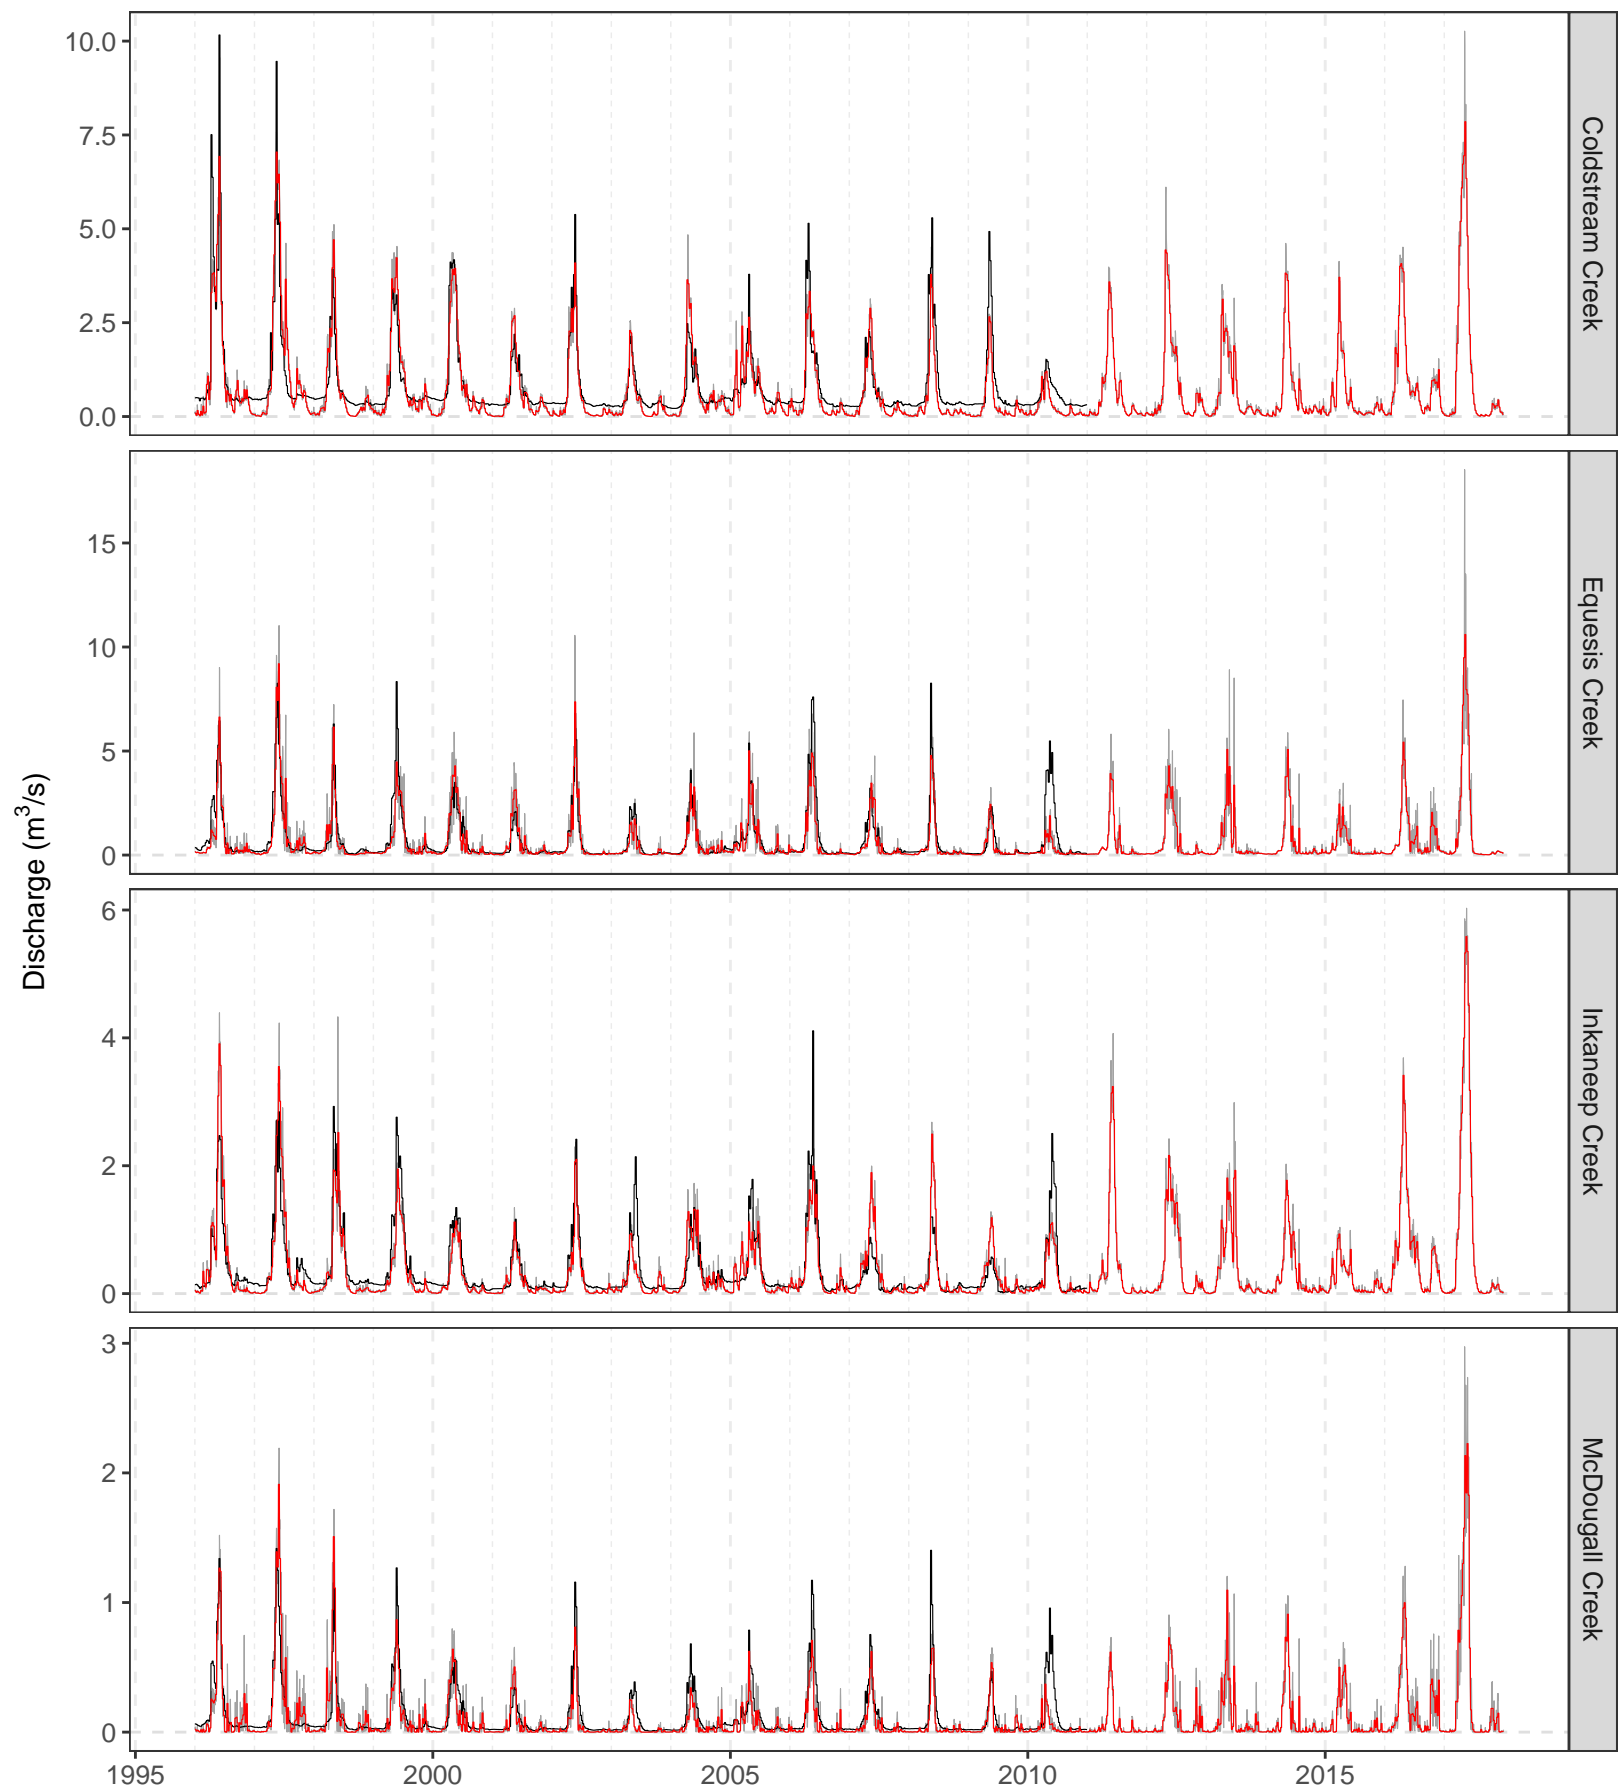 Discharge (m³/s)
10.0
7.5
5.0
2.5
0.0
Coldstream Creek
15
10
5
0
Equesis Creek
6
4
2
0
Inkaneep Creek
3
2
1
0
McDougall Creek
1995 2000 2005 2010 2015